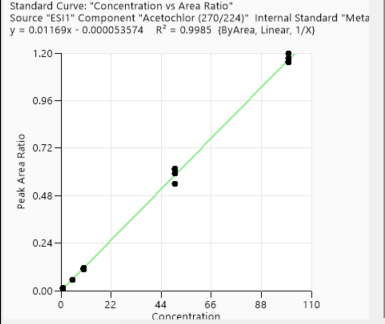 Standard Curve: "Concentration vs Area Ratio"
Source "ESI1" Component "Acetochlor (270/224)" Internal Standard "Meta
y = 0.01169x - 0.000053574 R² = 0.9985 {ByArea, Linear, 1/X}
1.20
0.96
0.72
0.48
0.24
0.00
Peak Area Ratio
0 22 44 66 88 110
Concentration